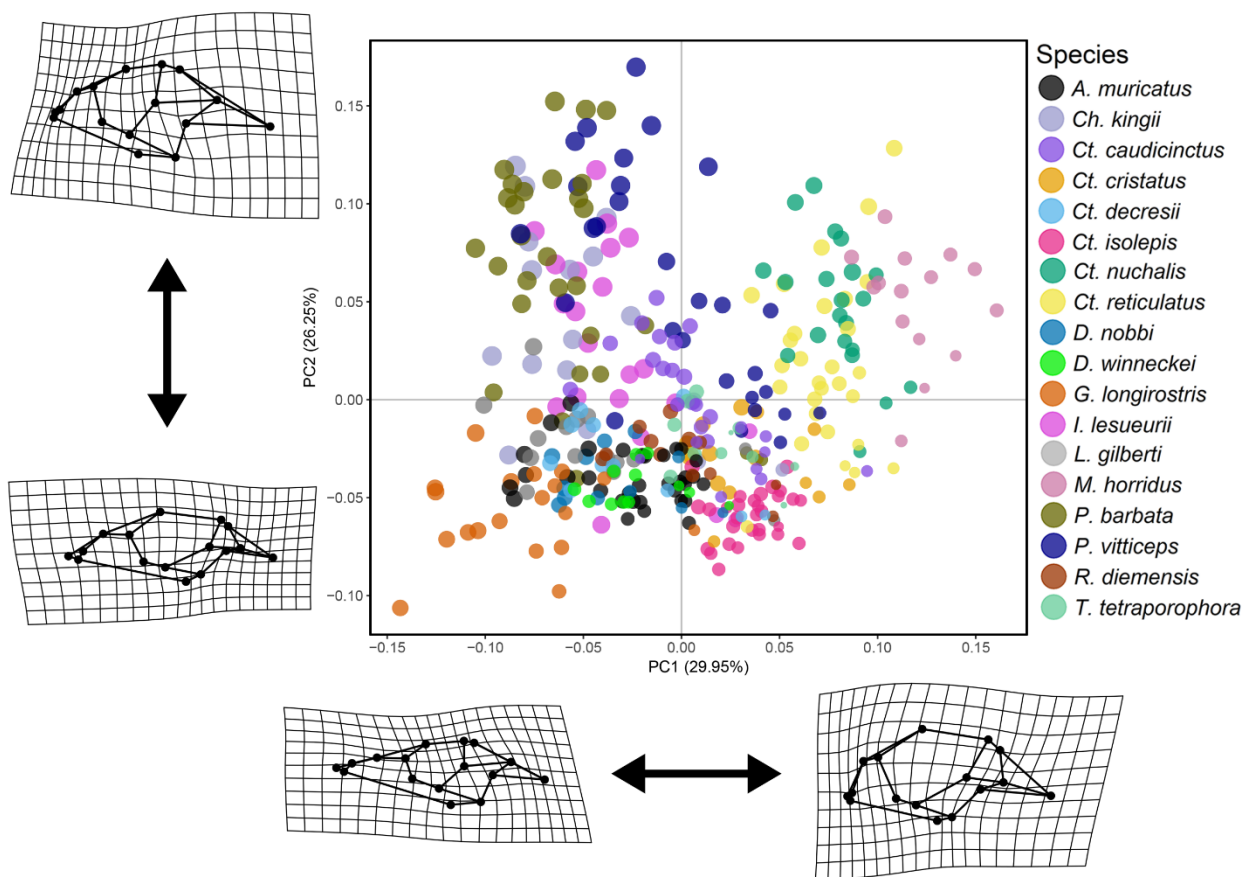 Species
A. muricatus
Ch. kingii
Ct. caudicinctus
Ct. cristatus
Ct. decresii
Ct. isolepis
Ct. nuchalis
Ct. reticulatus
D. nobbi
D. winneckei
G. longirostris
I. lesueurii
L. gilberti
M. horridus
P. barbata
P. vitticeps
R. diemensis
T. tetraporophora
PC2 (26.25%)
0.15
0.10
0.05
0.00
−0.05
−0.10
−0.15 −0.10 −0.05 0.00 0.05 0.10 0.15
PC1 (29.95%)